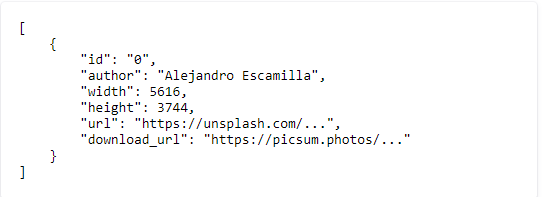 [
    {
        "id": "0",
        "author": "Alejandro Escamilla",
        "width": 5616,
        "height": 3744,
        "url": "https://unsplash.com/...",
        "download_url": "https://picsum.photos/..."
    }
]